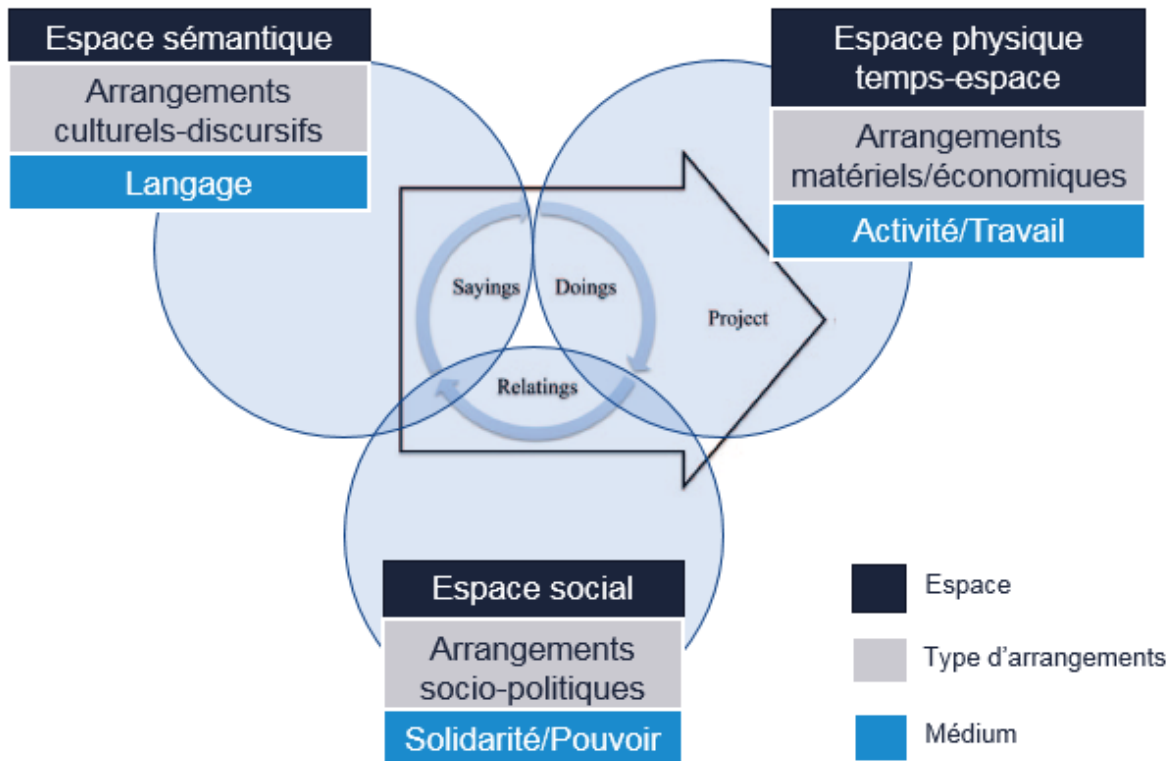 Espace sémantique
Arrangements
culturels-discursifs
Langage
Espace physique
temps-espace
Arrangements
matériels/économiques
Activité/Travail
Sayings
Doings
Project
Relatings
Espace social
Arrangements
socio-politiques
Solidarité/Pouvoir
Espace
Type d’arrangements
Médium